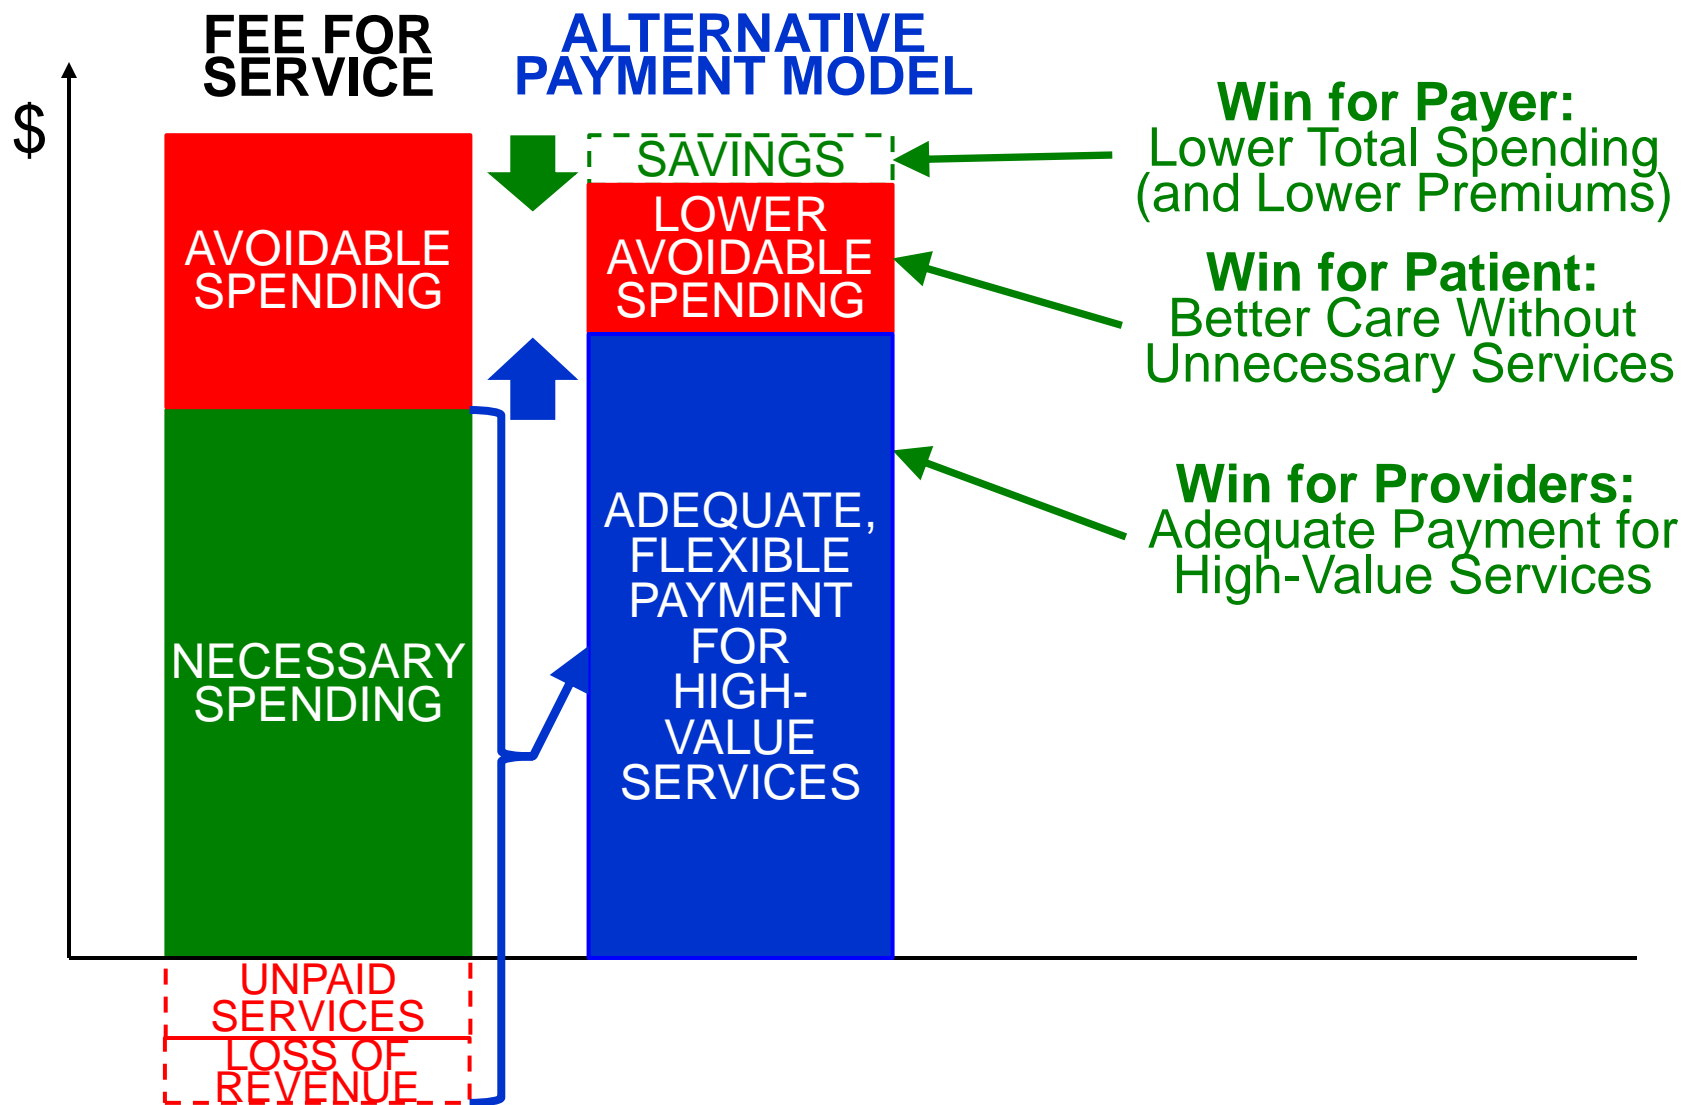 FEE FOR
SERVICE
ALTERNATIVE
PAYMENT MODEL
$
AVOIDABLE
SPENDING
NECESSARY
SPENDING
UNPAID
SERVICES
LOSS OF
REVENUE
SAVINGS
LOWER
AVOIDABLE
SPENDING
ADEQUATE,
FLEXIBLE
PAYMENT
FOR
HIGH-
VALUE
SERVICES
Win for Payer:
Lower Total Spending
(and Lower Premiums)
Win for Patient:
Better Care Without
Unnecessary Services
Win for Providers:
Adequate Payment for
High-Value Services